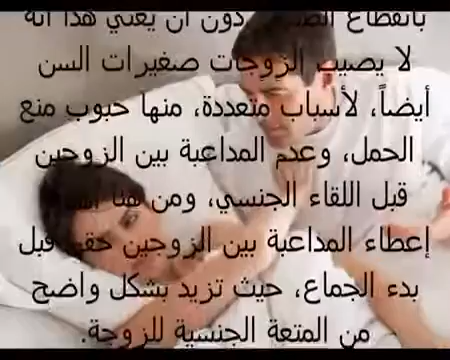 بانقطاع دون أن يعني هذا أنه
لا يصيب الزوجات صغيرات السن
أيضاً، لأسباب متعددة، منها حبوب منع
الحمل، وعدم المداعبة بين الزوجين
قبل اللقاء الجنسي، ومن هنا
إعطاء المداعبة بين الزوجين حقها قبل
بدء الجماع، حيث تزيد بشكل واضح
من المتعة الجنسية للزوجة.